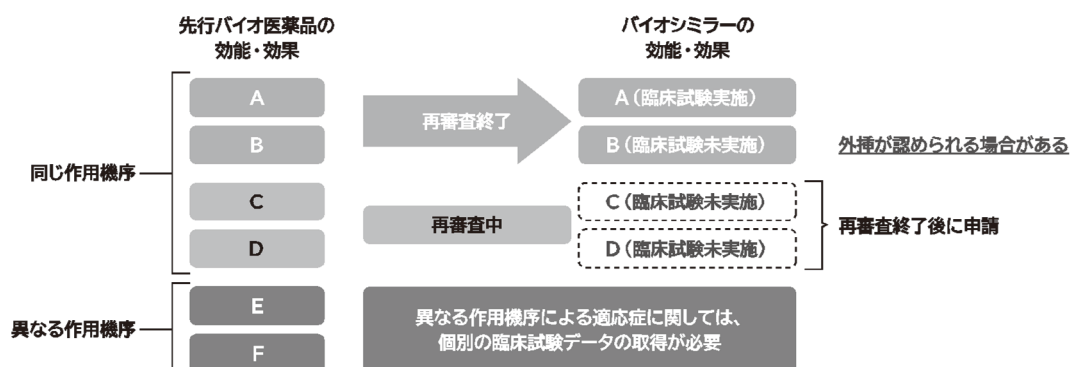 先行バイオ医薬品の
効能・効果
バイオシミラーの
効能・効果
同じ作用機序
A
B
C
D
再審査終了
再審査中
A（臨床試験実施）
B（臨床試験未実施）
C（臨床試験未実施）
D（臨床試験未実施）
外挿が認められる場合がある
再審査終了後に申請
異なる作用機序
E
F
異なる作用機序による適応症に関しては、
個別の臨床試験データの取得が必要